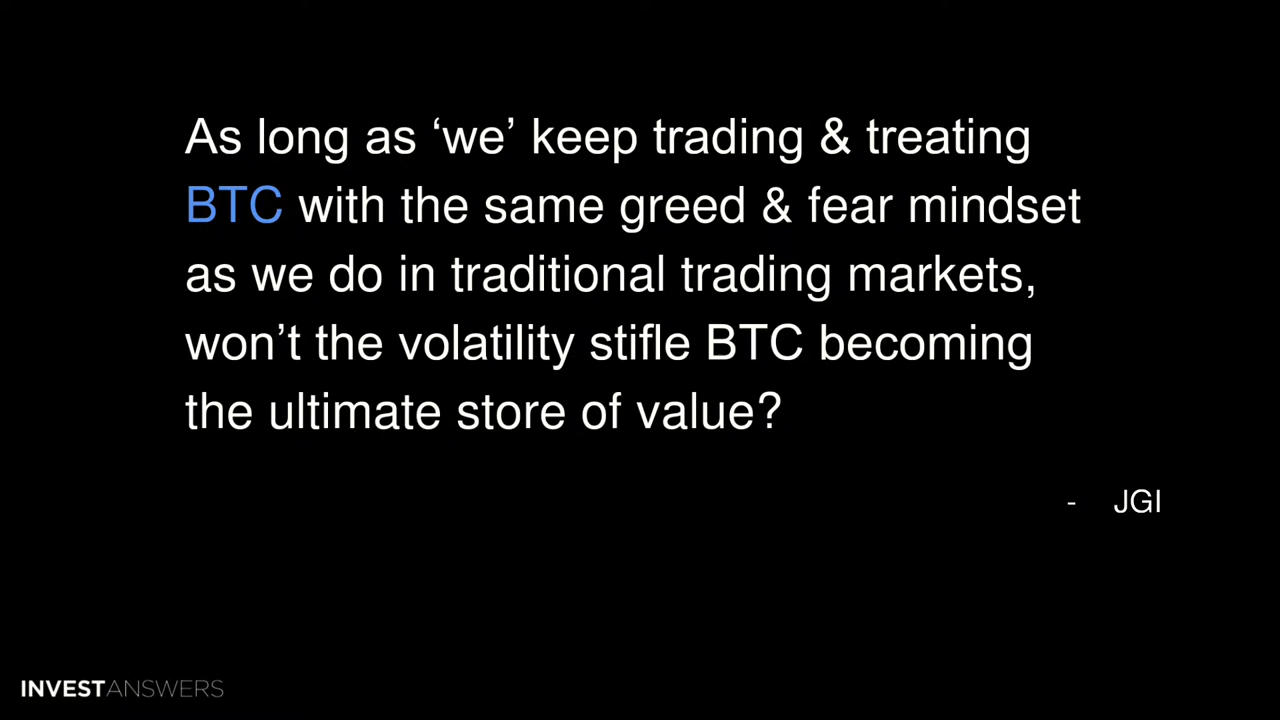 As long as ‘we’ keep trading & treating
BTC with the same greed & fear mindset
as we do in traditional trading markets,
won’t the volatility stifle BTC becoming
the ultimate store of value?
- JGI
INVESTANSWERS